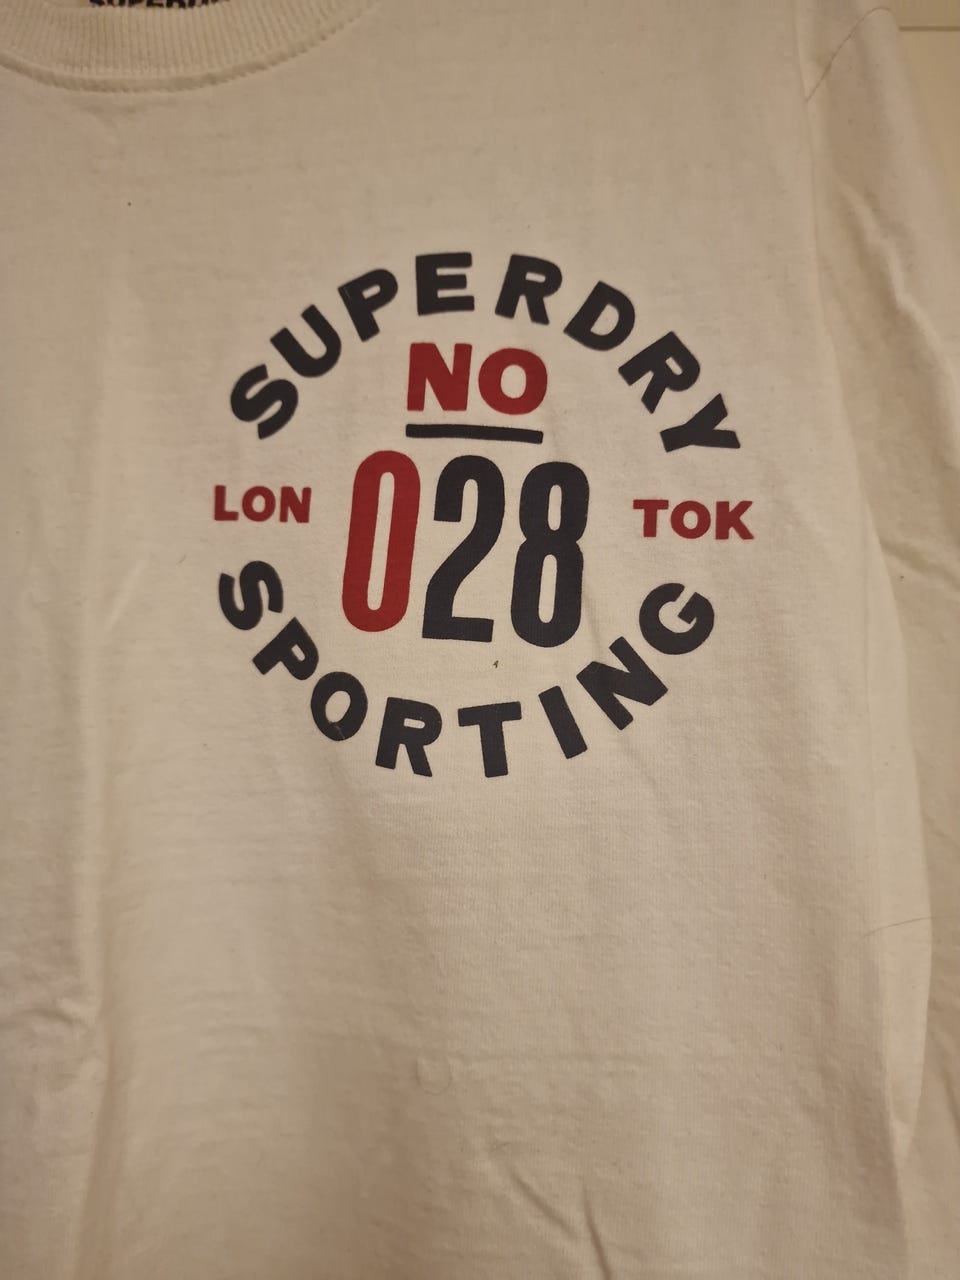 SUPERDRY
NO
LON 028 TOK
SPORTING